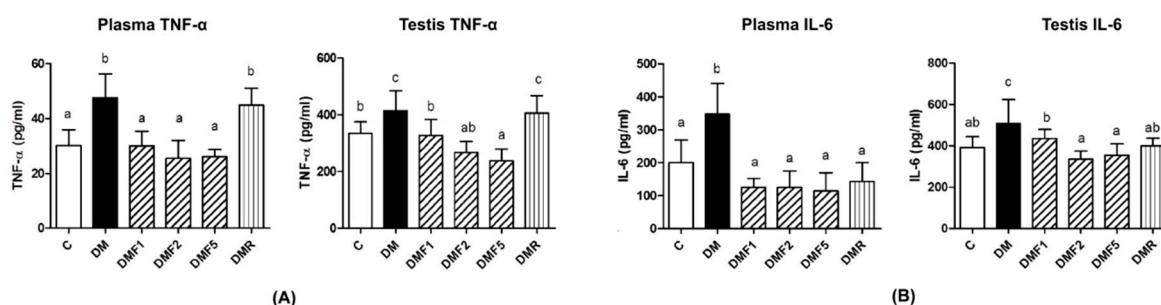 Plasma TNF-α
TNF-α (pg/ml)
60
40
20
0
a
b
a
a
a
b
C
DM
DMF1
DMF2
DMF5
DMR
Testis TNF-α
TNF-α (pg/ml)
600
400
200
0
b
c
b
ab
a
c
C
DM
DMF1
DMF2
DMF5
DMR
(A)
Plasma IL-6
IL-6 (pg/ml)
500
400
300
200
100
0
a
b
a
a
a
a
C
DM
DMF1
DMF2
DMF5
DMR
Testis IL-6
IL-6 (pg/ml)
800
600
400
200
0
ab
c
b
a
a
ab
C
DM
DMF1
DMF2
DMF5
DMR
(B)